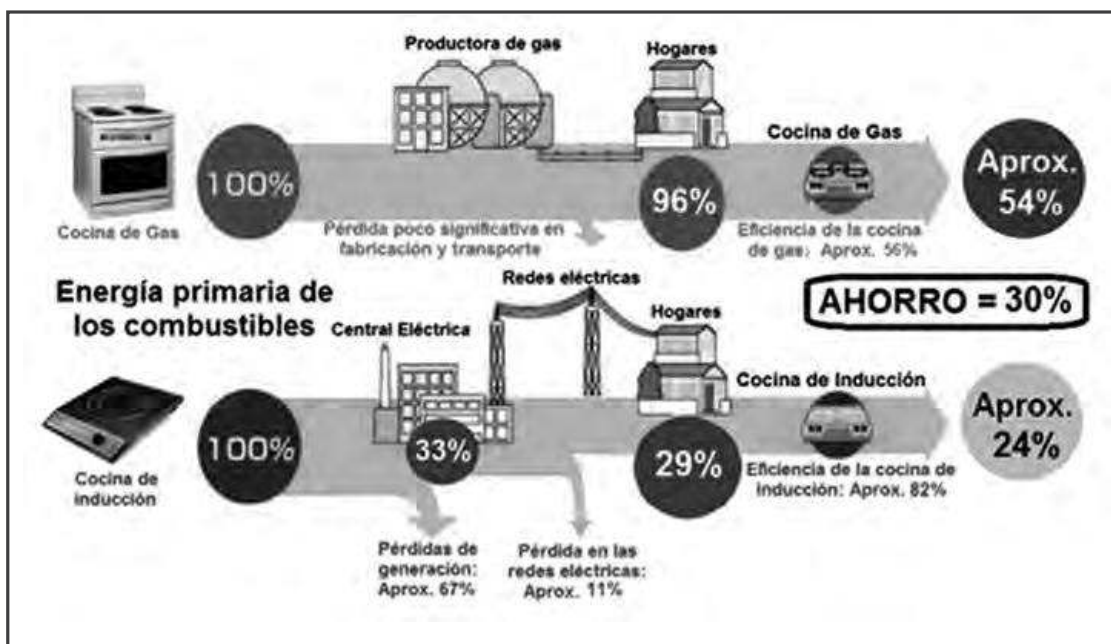 Productora de gas
Hogares
Cocina de Gas
100%
96%
Aprox.
54%
Cocina de Gas
Pérdida poco significativa en
fabricación y transporte
Eficiencia de la cocina
de gas: Aprox. 56%
Energía primaria de
los combustibles
Redes eléctricas
Central Eléctrica
Hogares
AHORRO = 30%
Cocina de Inducción
100%
33%
29%
Aprox.
24%
Cocina de
inducción
Eficiencia de la cocina de
inducción: Aprox. 82%
Pérdidas de
generación:
Aprox. 67%
Pérdida en las
redes eléctricas:
Aprox. 11%